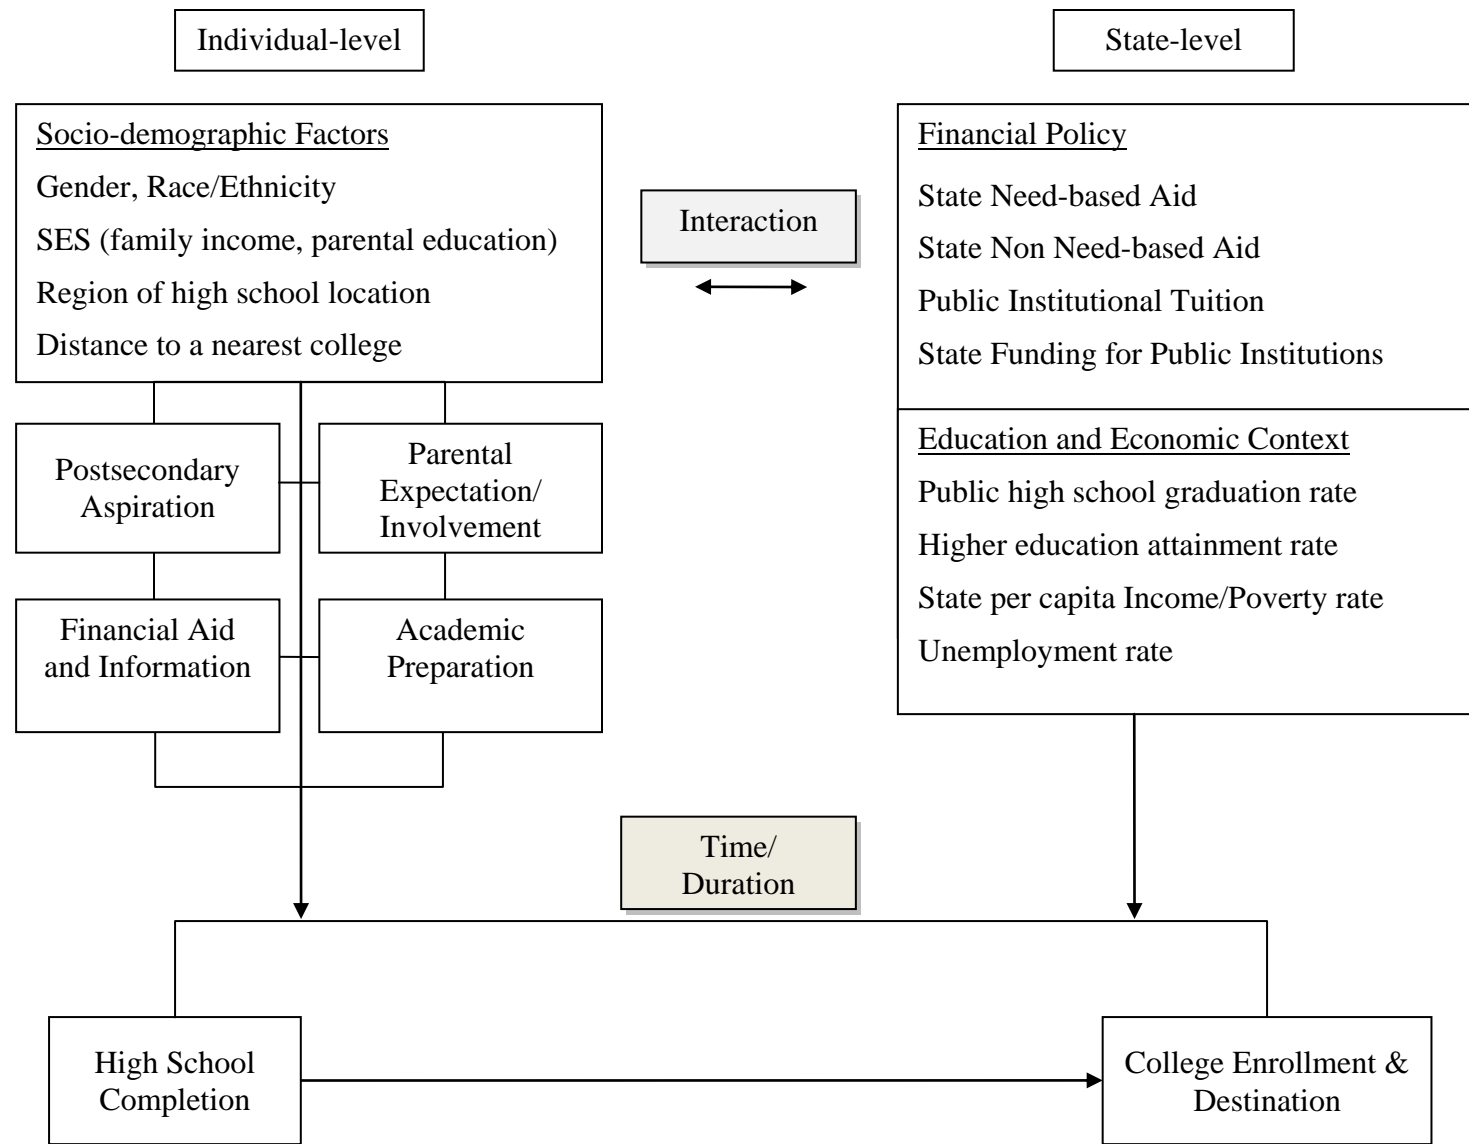 Individual-level
State-level
Socio-demographic Factors
Gender, Race/Ethnicity
SES (family income, parental education)
Region of high school location
Distance to a nearest college
Interaction
Financial Policy
State Need-based Aid
State Non Need-based Aid
Public Institutional Tuition
State Funding for Public Institutions
Postsecondary
Aspiration
Parental
Expectation/
Involvement
Financial Aid
and Information
Academic
Preparation
Education and Economic Context
Public high school graduation rate
Higher education attainment rate
State per capita Income/Poverty rate
Unemployment rate
Time/
Duration
High School
Completion
College Enrollment &
Destination